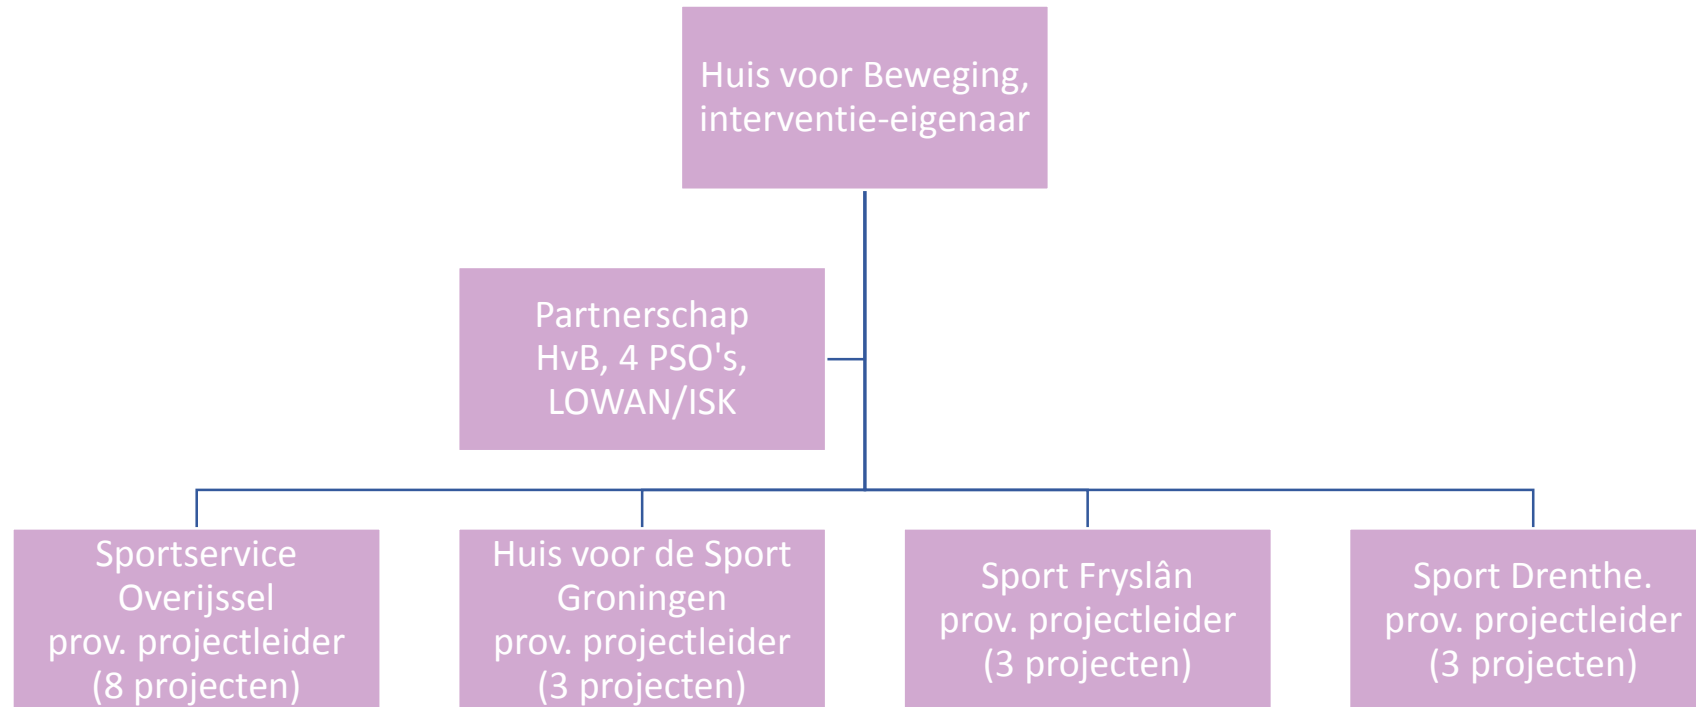 Huis voor Beweging,
interventie-eigenaar
Partnerschap
HvB, 4 PSO's,
LOWAN/ISK
Sportservice
Overijssel
prov. projectleider
(8 projecten)
Huis voor de Sport
Groningen
prov. projectleider
(3 projecten)
Sport Fryslân
prov. projectleider
(3 projecten)
Sport Drenthe.
prov. projectleider
(3 projecten)